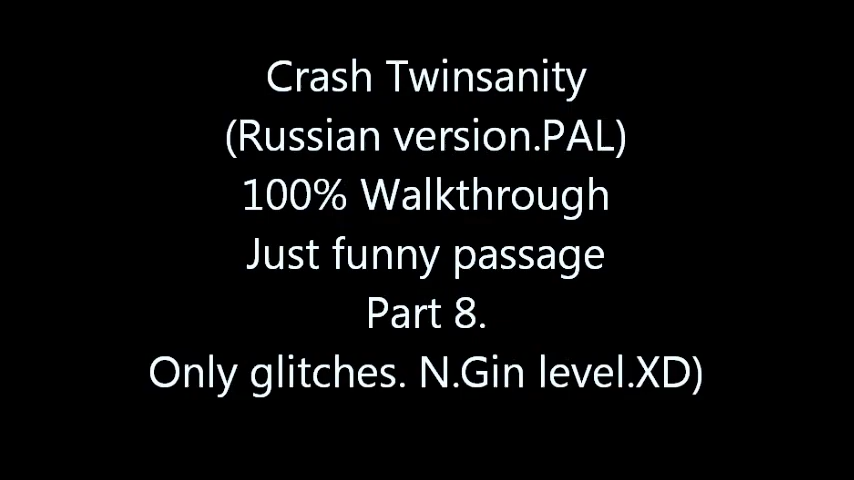 Crash Twinsanity
(Russian version.PAL)
100% Walkthrough
Just funny passage
Part 8.
Only glitches. N.Gin level.XD)